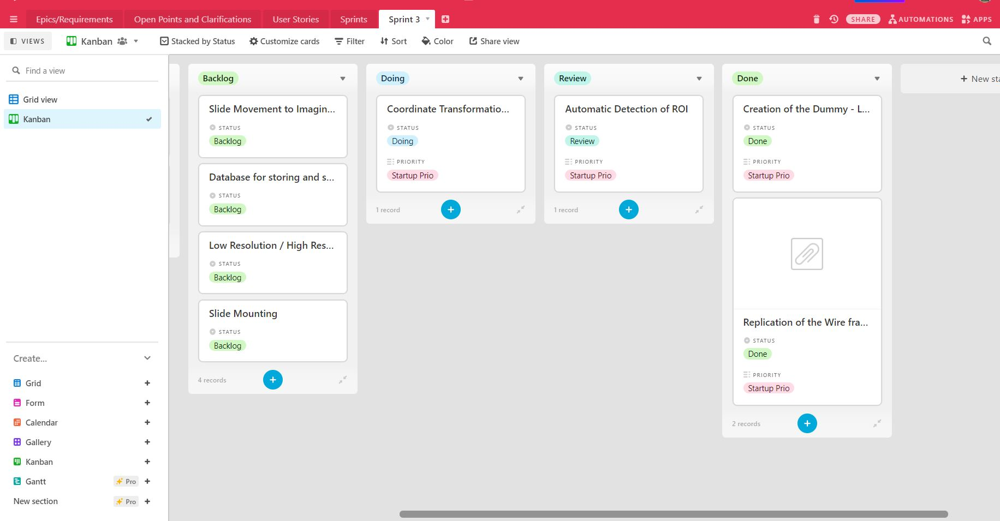 Epics/Requirements
Open Points and Clarifications
User Stories
Sprints
Sprint 3
SHARE
AUTOMATIONS
APPS
VIEWS
Kanban
Stacked by Status
Customize cards
Filter
Sort
Color
Share view
Find a view
Grid view
Kanban
Create...
Grid
Form
Calendar
Gallery
Kanban
Gantt
Pro
New section
Pro
Backlog
Slide Movement to Imagin...
STATUS
Backlog
Database for storing and s...
STATUS
Backlog
Low Resolution / High Res...
STATUS
Backlog
Slide Mounting
STATUS
Backlog
4 records
Doing
Coordinate Transformatio...
STATUS
Doing
PRIORITY
Startup Prio
1 record
Review
Automatic Detection of ROI
STATUS
Review
PRIORITY
Startup Prio
1 record
Done
Creation of the Dummy - L...
STATUS
Done
PRIORITY
Startup Prio
Replication of the Wire fra...
STATUS
Done
PRIORITY
Startup Prio
2 records
+ New sta